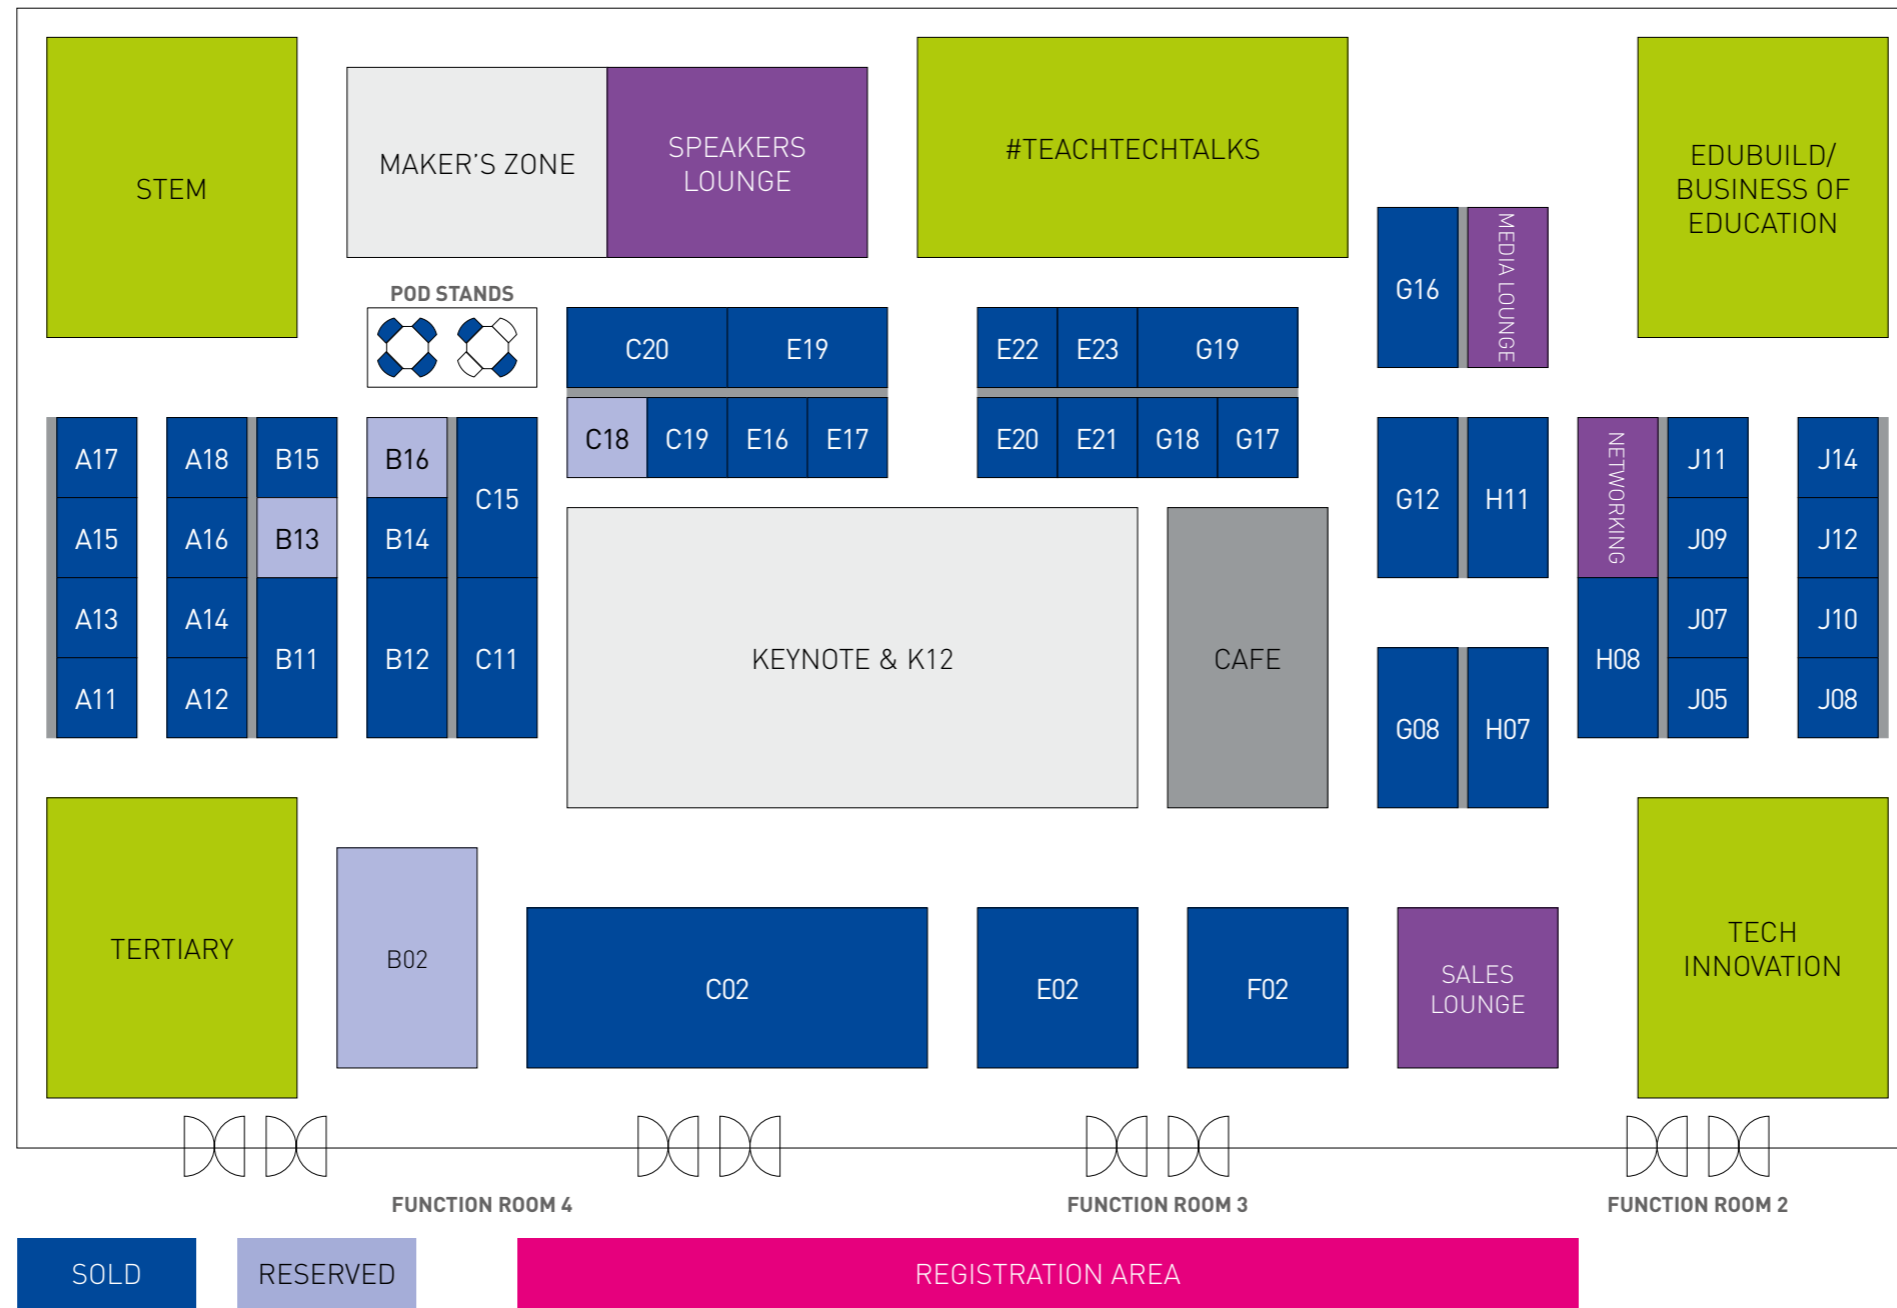 STEM
MAKER'S ZONE
SPEAKERS
LOUNGE
#TEACHTECHTALKS
EDUBUILD/
BUSINESS OF
EDUCATION
G16
MEDIA LOUNGE
POD STANDS
C20
E19
E22
E23
G19
C18
C19
E16
E17
E20
E21
G18
G17
A17
A18
B15
B16
C15
A15
A16
B13
B14
A13
A14
B11
B12
C11
A11
A12
G12
H11
NETWORKING
J11
J14
J09
J12
H08
J07
J10
J05
J08
KEYNOTE & K12
CAFE
G08
H07
TERTIARY
B02
C02
E02
F02
SALES
LOUNGE
TECH
INNOVATION
FUNCTION ROOM 4
FUNCTION ROOM 3
FUNCTION ROOM 2
SOLD
RESERVED
REGISTRATION AREA